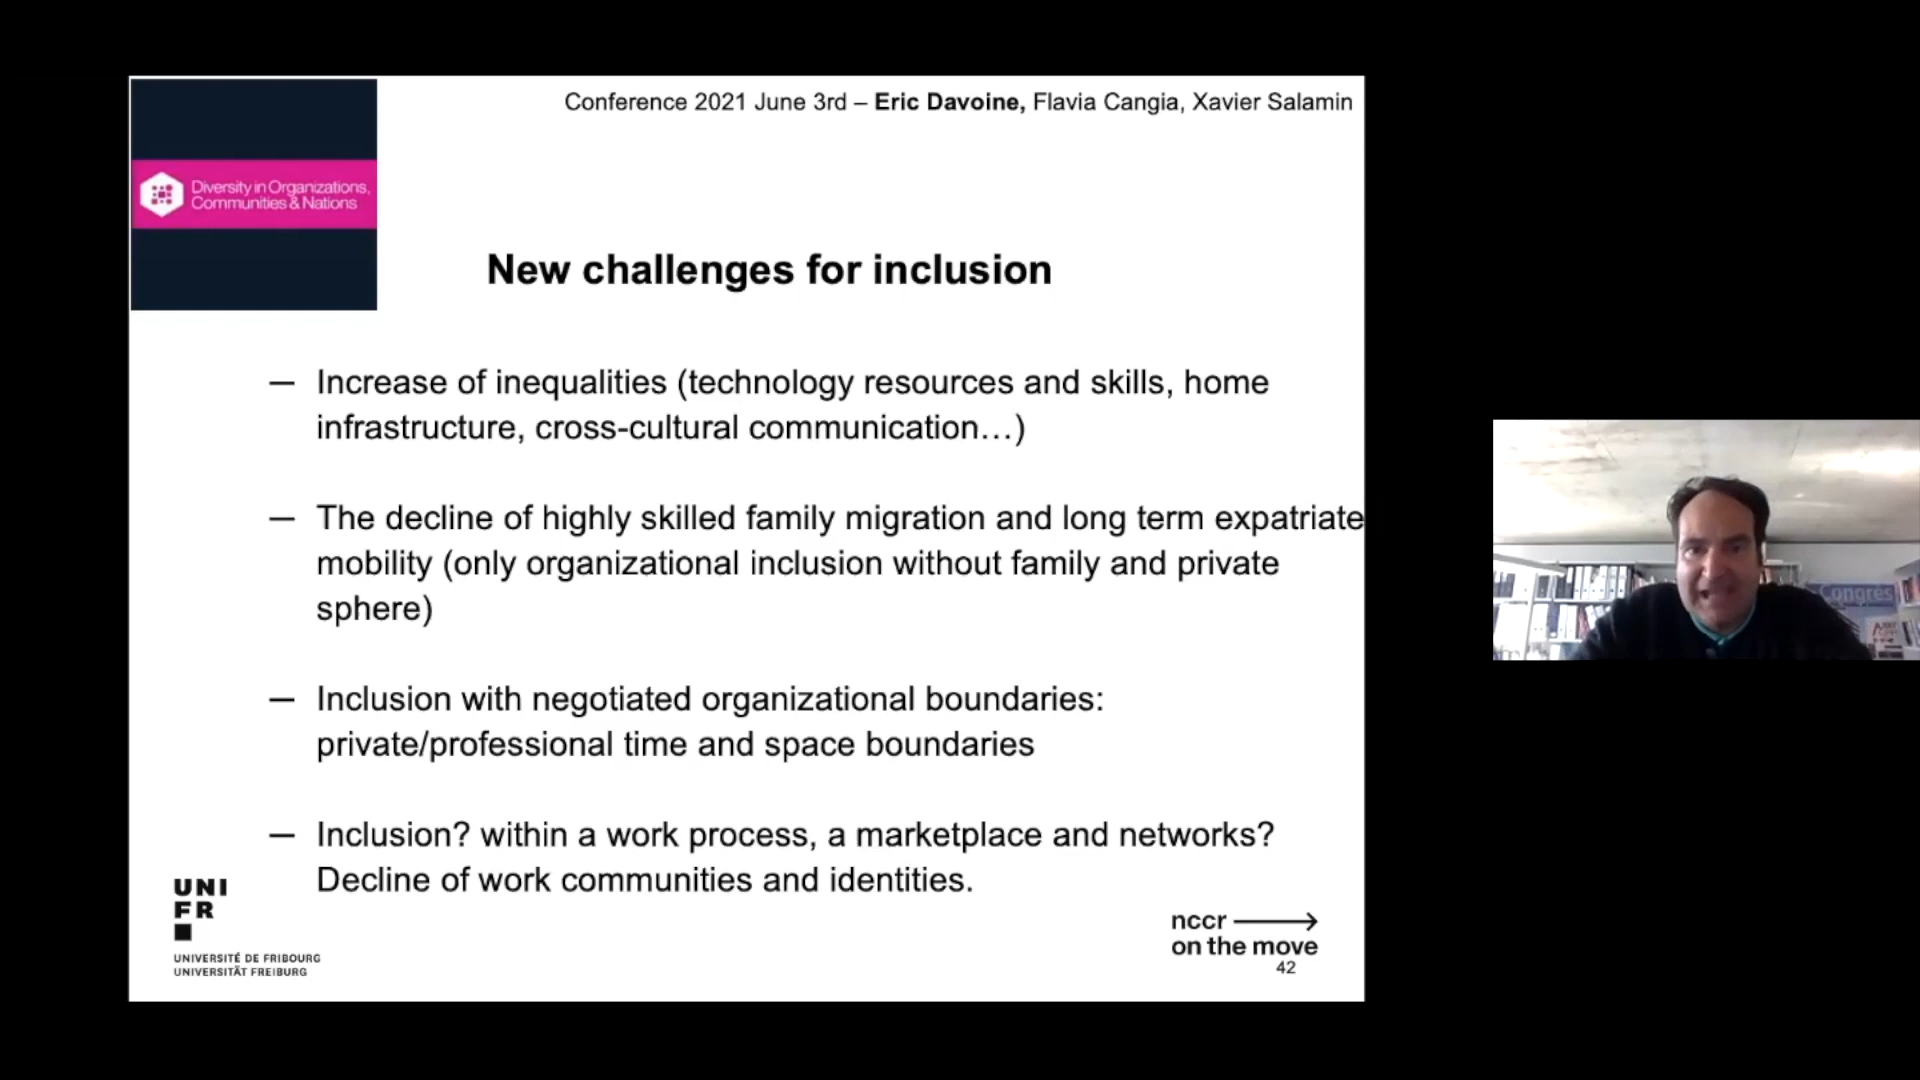 Conference 2021 June 3rd – Eric Davoine, Flavia Cangia, Xavier Salamin
Diversity in Organizations,
Communities & Nations
New challenges for inclusion
— Increase of inequalities (technology resources and skills, home
infrastructure, cross-cultural communication…)
— The decline of highly skilled family migration and long term expatriate
mobility (only organizational inclusion without family and private
sphere)
— Inclusion with negotiated organizational boundaries:
private/professional time and space boundaries
— Inclusion? within a work process, a marketplace and networks?
Decline of work communities and identities.
UNI
FR
UNIVERSITÉ DE FRIBOURG
UNIVERSITÄT FREIBURG
nccr
on the move
42
Congrès